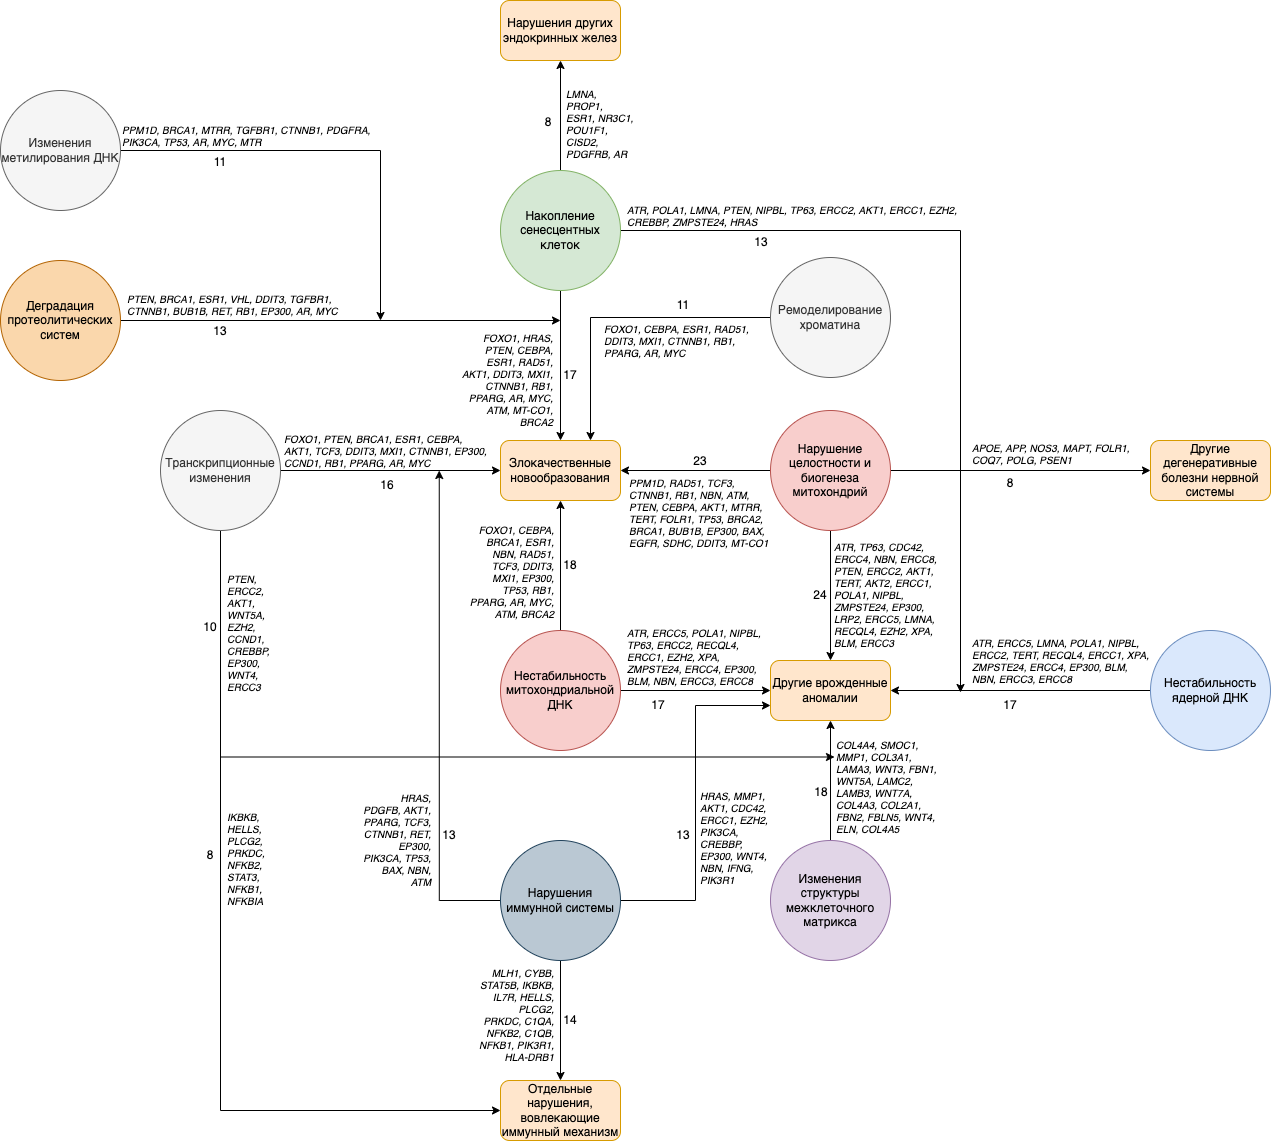 Нарушения других
эндокринных желез
LMNA,
PROP1,
ESR1, NR3C1,
POU1F1,
CISD2,
PDGFRB, AR
8
Изменения
метилирования ДНК
PPM1D, BRCA1, MTRR, TGFBR1, CTNNB1, PDGFRA,
PIK3CA, TP53, AR, MYC, MTR
11
Накопление
сенесцентных
клеток
ATR, POLA1, LMNA, PTEN, NIPBL, TP63, ERCC2, AKT1, ERCC1, EZH2,
CREBBP, ZMPSTE24, HRAS
13
Деградация
протеолитических
систем
PTEN, BRCA1, ESR1, VHL, DDIT3, TGFBR1,
CTNNB1, BUB1B, RET, RB1, EP300, AR, MYC
13
Ремоделирование
хроматина
11
FOXO1, CEBPA, ESR1, RAD51,
DDIT3, MXI1, CTNNB1, RB1,
PPARG, AR, MYC
FOXO1, HRAS,
PTEN, CEBPA,
ESR1, RAD51,
AKT1, DDIT3, MXI1,
CTNNB1, RB1,
PPARG, AR, MYC,
ATM, MT-CO1,
BRCA2
17
Транскрипционные
изменения
FOXO1, PTEN, BRCA1, ESR1, CEBPA,
AKT1, TCF3, DDIT3, MXI1, CTNNB1, EP300,
CCND1, RB1, PPARG, AR, MYC
16
Злокачественные
новообразования
23
PPM1D, RAD51, TCF3,
CTNNB1, RB1, NBN, ATM,
PTEN, CEBPA, AKT1, MTRR,
TERT, FOLR1, TP53, BRCA2,
BRCA1, BUB1B, EP300, BAX,
EGFR, SDHC, DDIT3, MT-CO1
Нарушение
целостности и
биогенеза
митохондрий
APOE, APP, NOS3, MAPT, FOLR1,
COQ7, POLG, PSEN1
8
Другие
дегенеративные
болезни нервной
системы
FOXO1, CEBPA,
BRCA1, ESR1,
NBN, RAD51,
TCF3, DDIT3,
MXI1, EP300,
TP53, RB1,
PPARG, AR, MYC,
ATM, BRCA2
18
ATR, TP63, CDC42,
ERCC4, NBN, ERCC8,
PTEN, ERCC2, AKT1,
TERT, AKT2, ERCC1,
POLA1, NIPBL,
ZMPSTE24, EP300,
LRP2, ERCC5, LMNA,
RECQL4, EZH2, XPA,
BLM, ERCC3
24
PTEN,
ERCC2,
AKT1,
WNT5A,
EZH2,
CCND1,
CREBBP,
EP300,
WNT4,
ERCC3
10
Нестабильность
митохондриальной
ДНК
ATR, ERCC5, POLA1, NIPBL,
TP63, ERCC2, RECQL4,
ERCC1, EZH2, XPA,
ZMPSTE24, ERCC4, EP300,
BLM, NBN, ERCC3, ERCC8
17
Другие врожденные
аномалии
ATR, ERCC5, LMNA, POLA1, NIPBL,
ERCC2, TERT, RECQL4, ERCC1, XPA,
ZMPSTE24, ERCC4, EP300, BLM,
NBN, ERCC3, ERCC8
17
Нестабильность
ядерной ДНК
COL4A4, SMOC1,
MMP1, COL3A1,
LAMA3, WNT3, FBN1,
WNT5A, LAMC2,
LAMB3, WNT7A,
COL4A3, COL2A1,
FBN2, FBLN5, WNT4,
ELN, COL4A5
18
IKBKB,
HELLS,
PLCG2,
PRKDC,
NFKB2,
STAT3,
NFKB1,
NFKBIA
8
HRAS,
PDGFB, AKT1,
PPARG, TCF3,
CTNNB1, RET,
EP300,
PIK3CA, TP53,
BAX, NBN,
ATM
13
HRAS, MMP1,
AKT1, CDC42,
ERCC1, EZH2,
PIK3CA,
CREBBP,
EP300, WNT4,
NBN, IFNG,
PIK3R1
13
Нарушения
иммунной системы
Изменения
структуры
межклеточного
матрикса
MLH1, CYBB,
STAT5B, IKBKB,
IL7R, HELLS,
PLCG2,
PRKDC, C1QA,
NFKB2, C1QB,
NFKB1, PIK3R1,
HLA-DRB1
14
Отдельные
нарушения,
вовлекающие
иммунный механизм